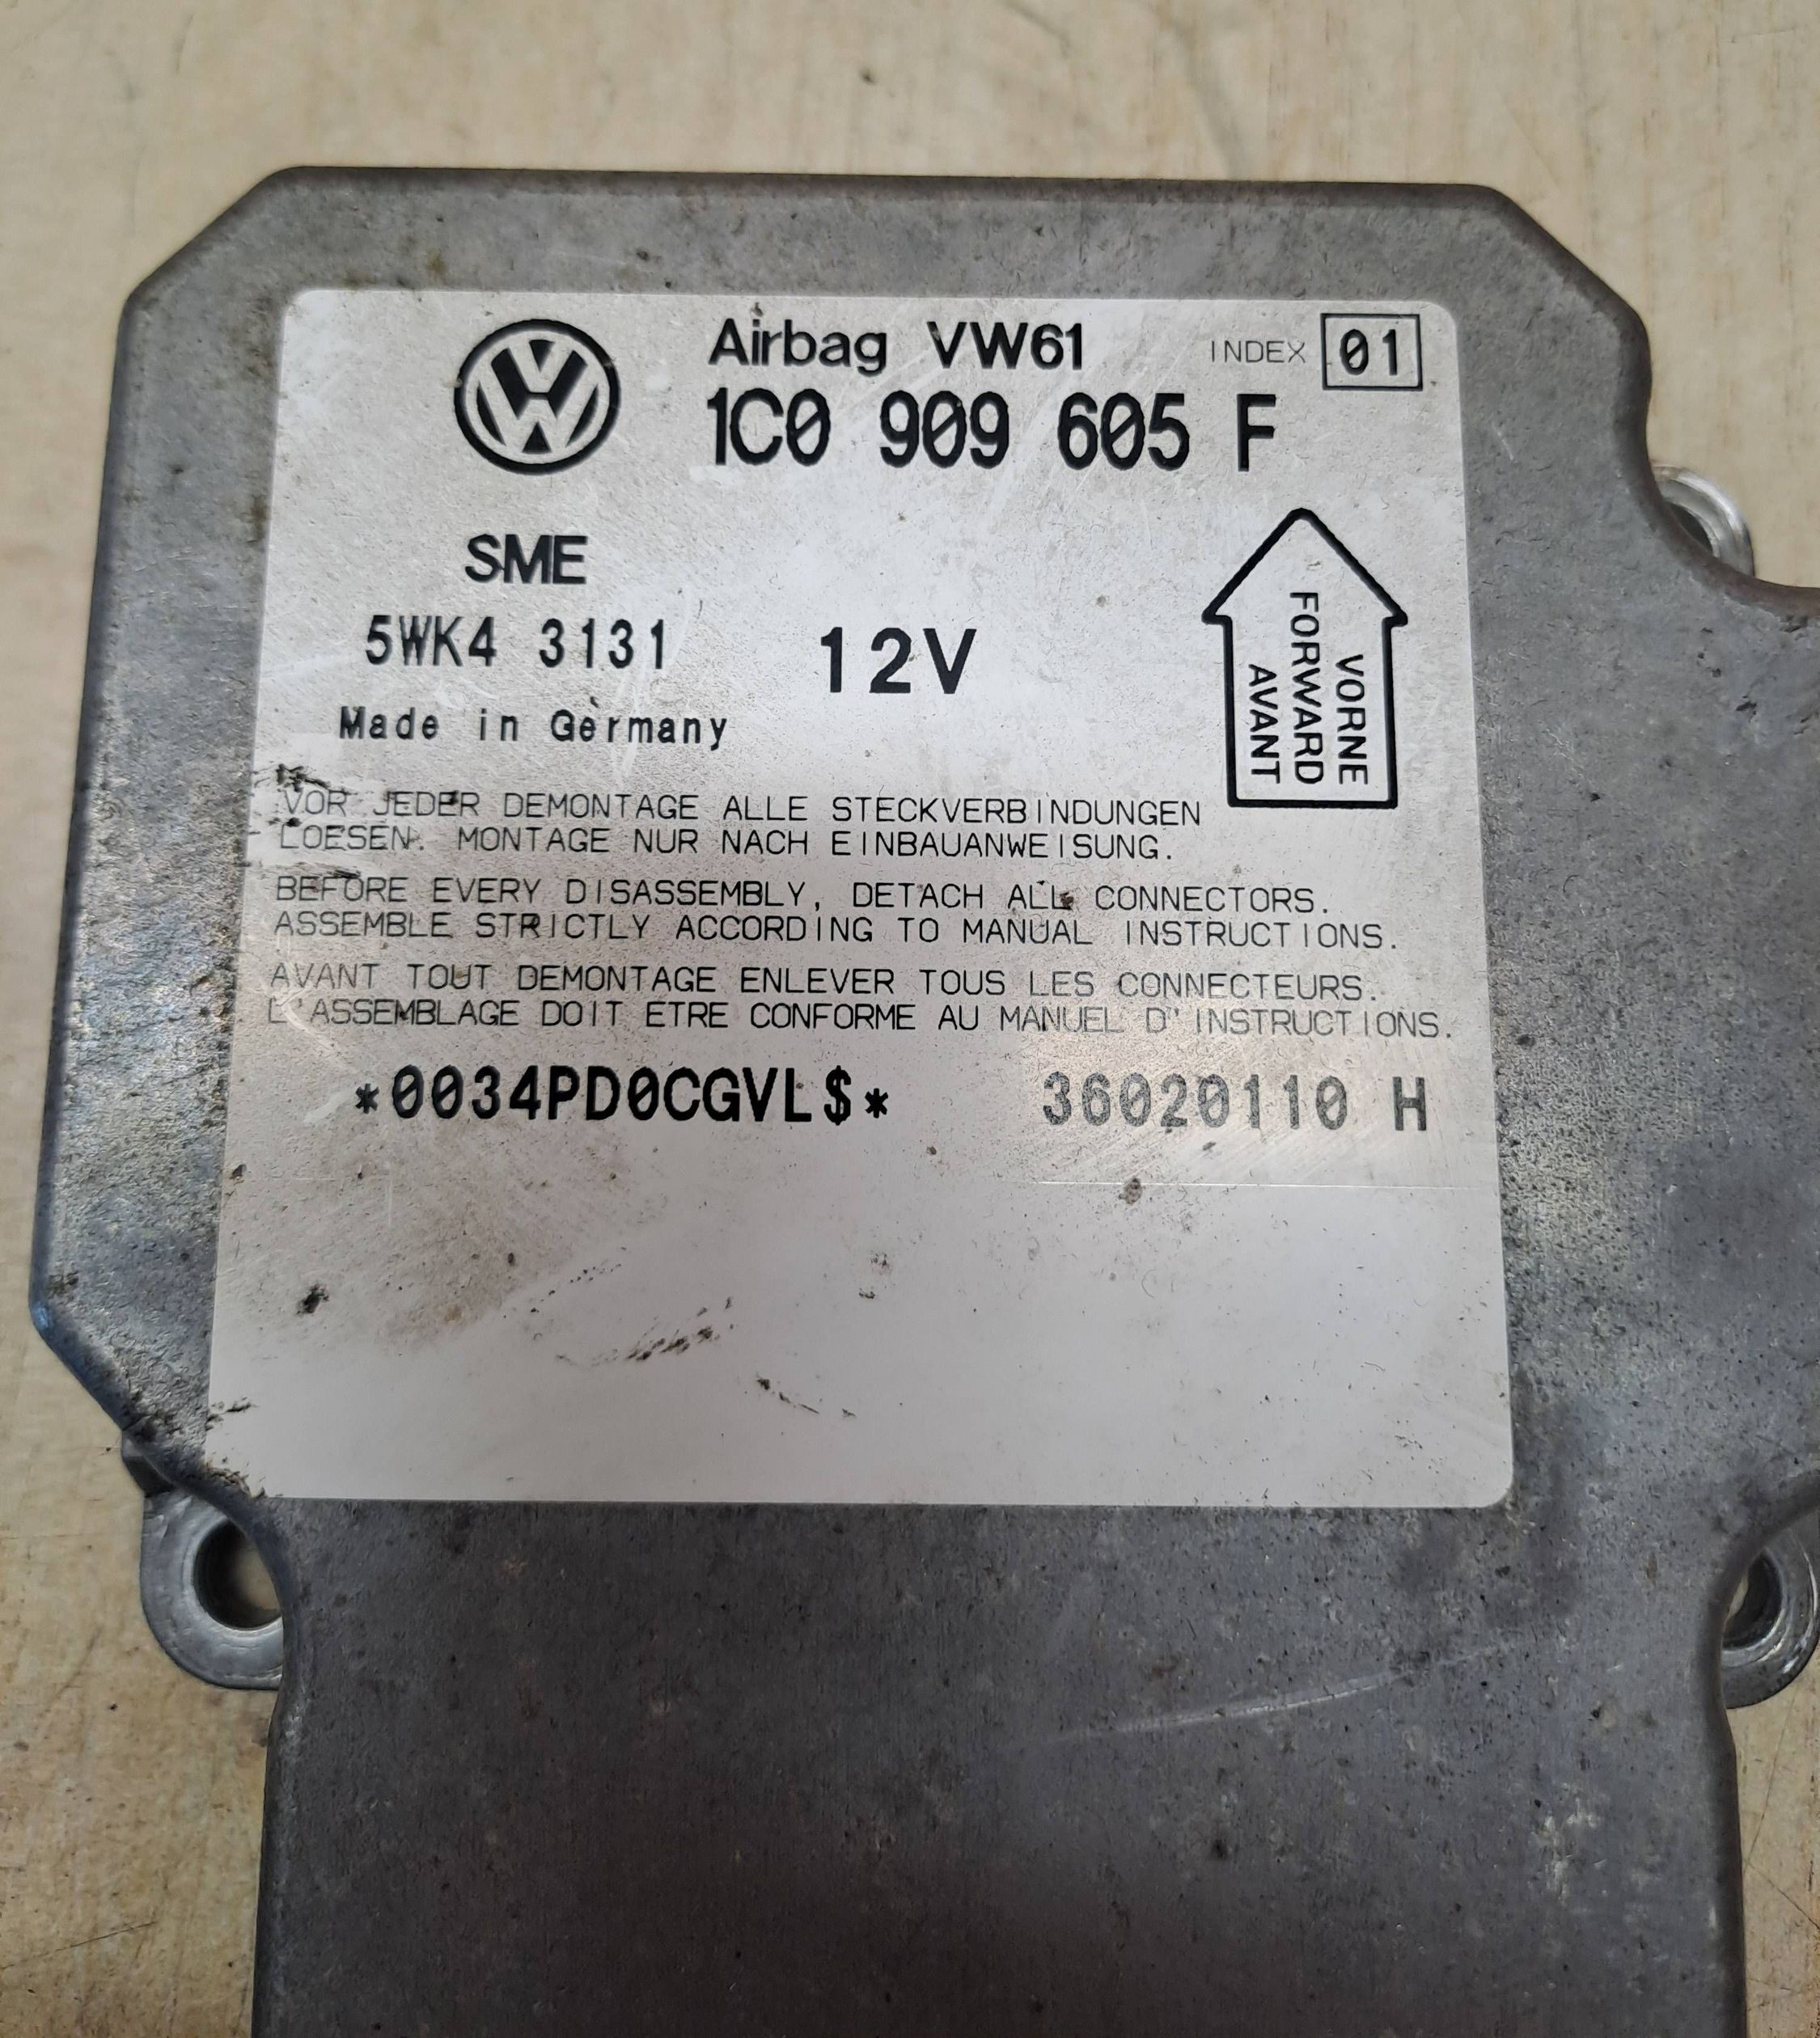 Airbag VW61 INDEX 01
1C0 909 605 F
SME
5WK4 3131 12V
Made in Germany
VORNE
FORWARD
AVANT
VOR JEDER DEMONTAGE ALLE STECKVERBINDUNGEN
LOESEN. MONTAGE NUR NACH EINBAUANWEISUNG.
BEFORE EVERY DISASSEMBLY, DETACH ALL CONNECTORS.
ASSEMBLE STRICTLY ACCORDING TO MANUAL INSTRUCTIONS.
AVANT TOUT DEMONTAGE ENLEVER TOUS LES CONNECTEURS.
L'ASSEMBLAGE DOIT ETRE CONFORME AU MANUEL D'INSTRUCTIONS.
*0034PD0CGVL$* 36020110 H